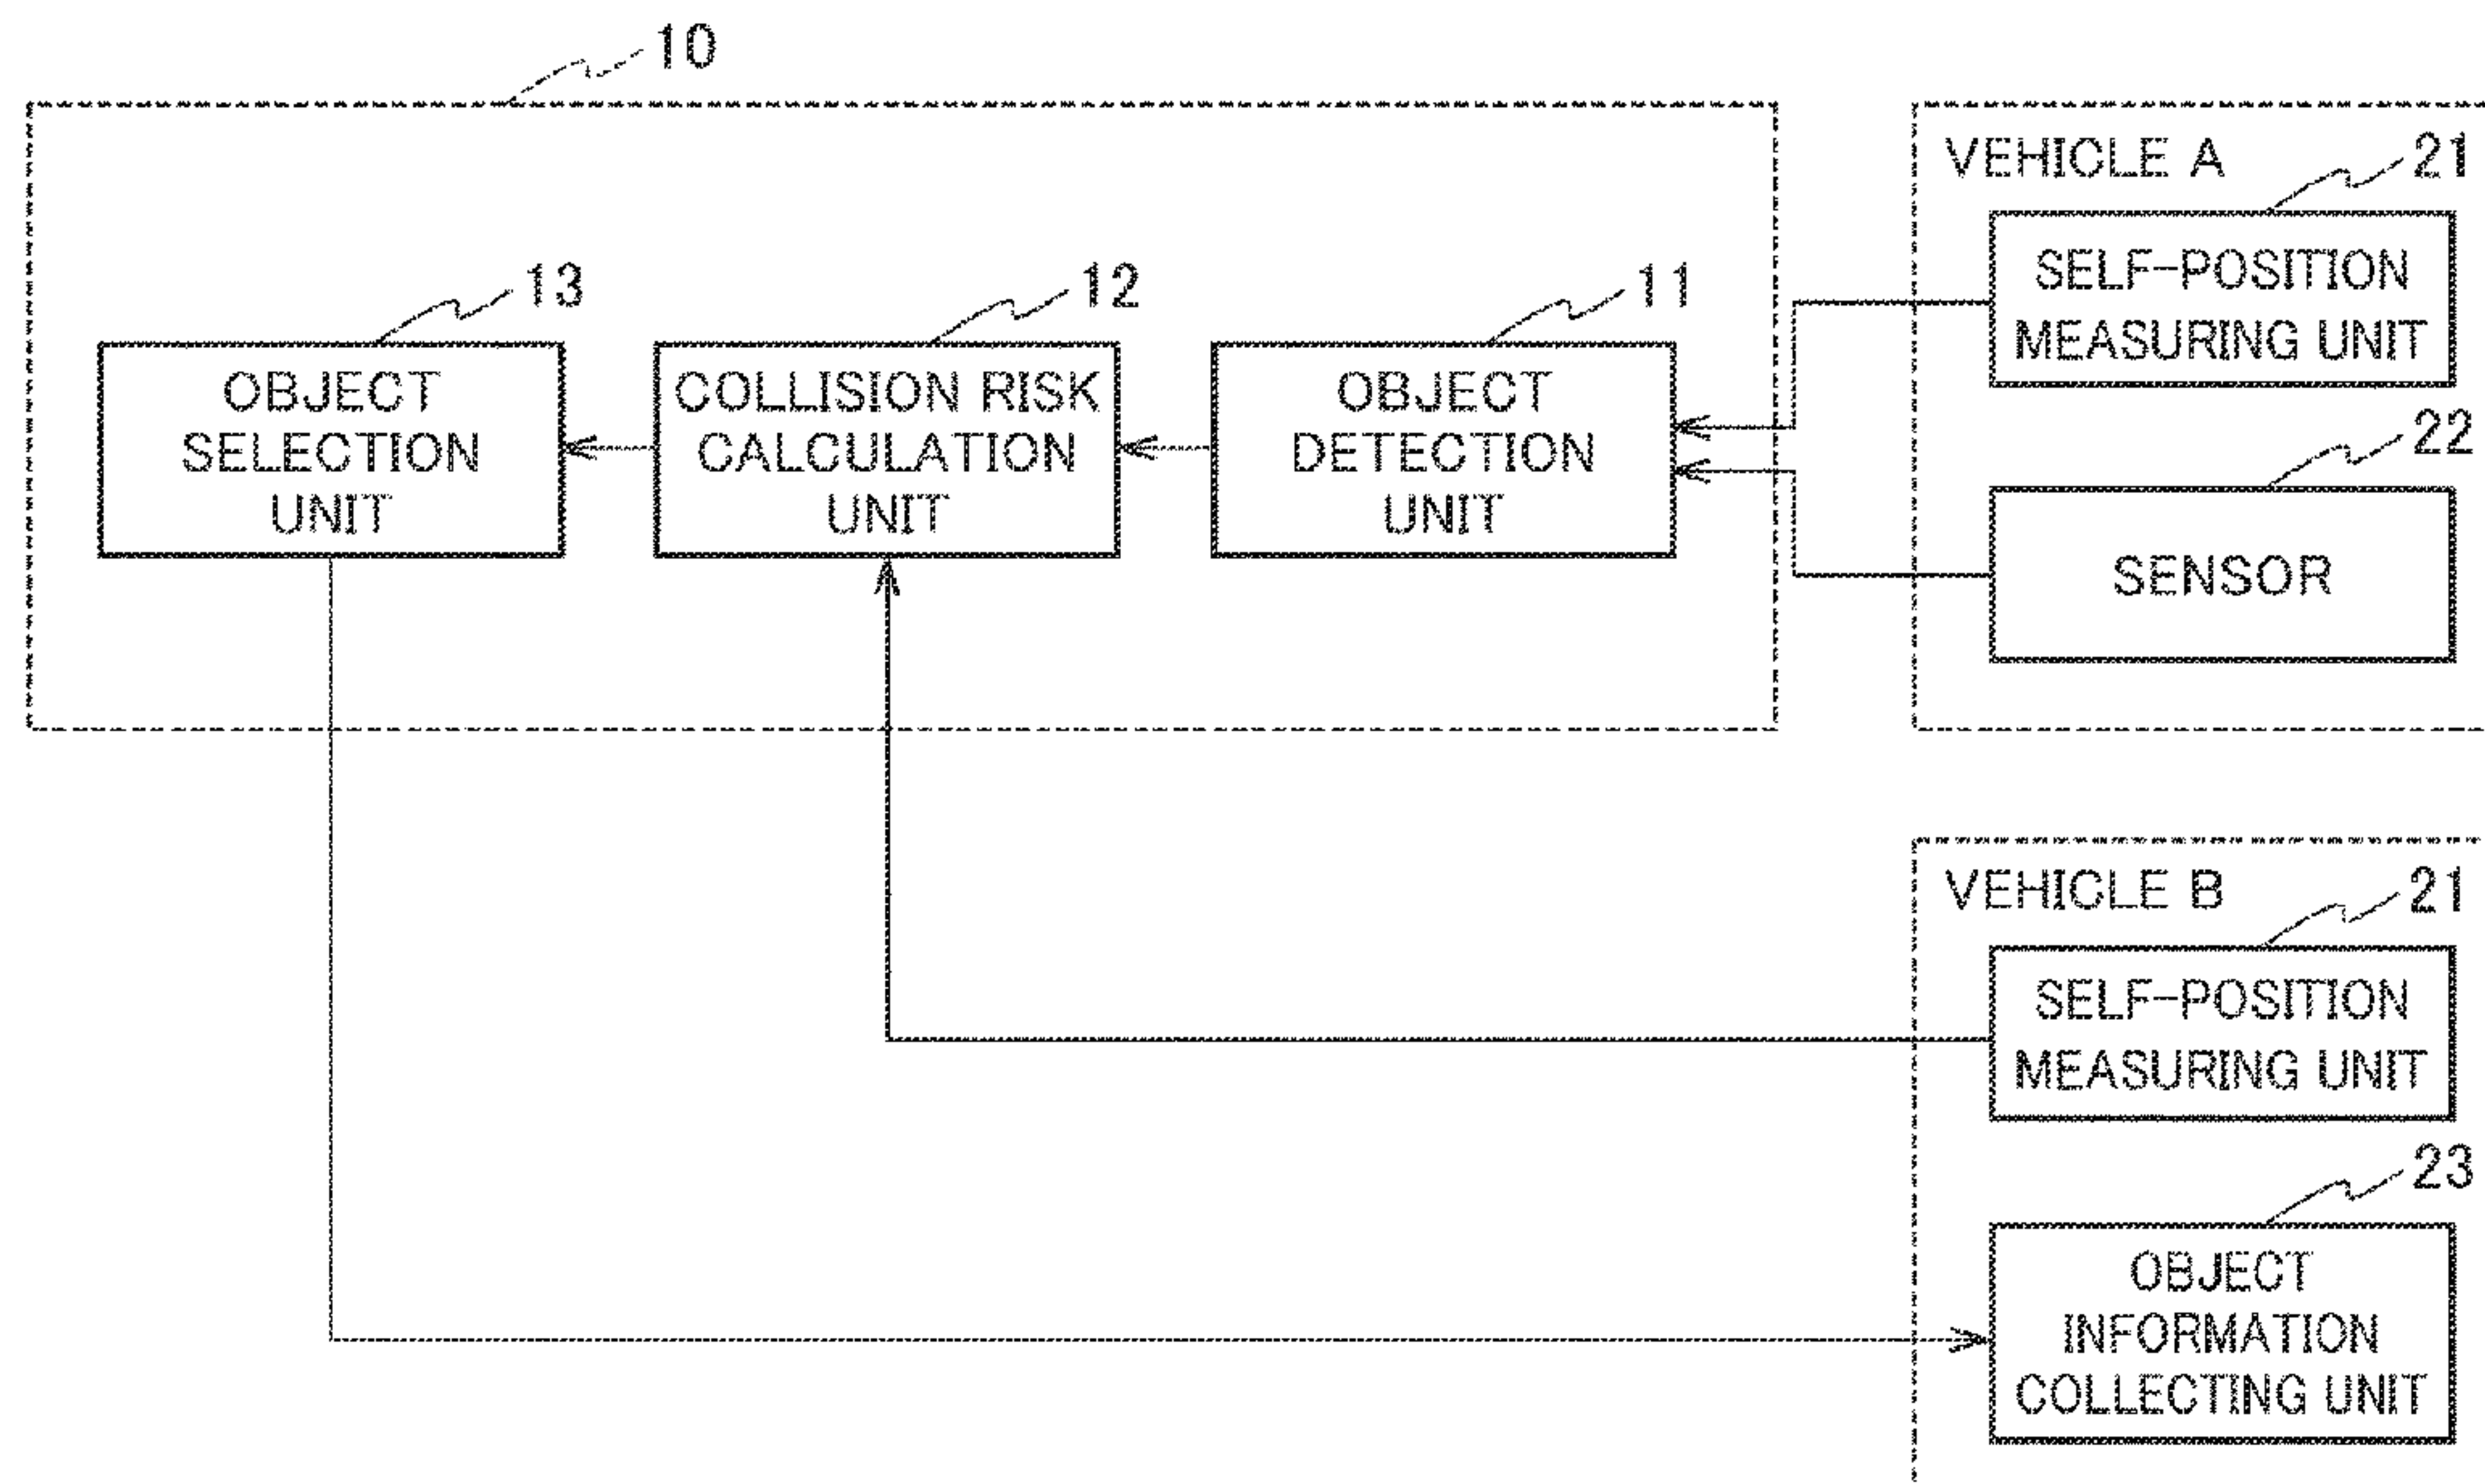 10
VEHICLE A
21
SELF-POSITION
MEASURING UNIT
13
12
11
OBJECT
SELECTION
UNIT
COLLISION RISK
CALCULATION
UNIT
OBJECT
DETECTION
UNIT
22
SENSOR
VEHICLE B
21
SELF-POSITION
MEASURING UNIT
23
OBJECT
INFORMATION
COLLECTING UNIT